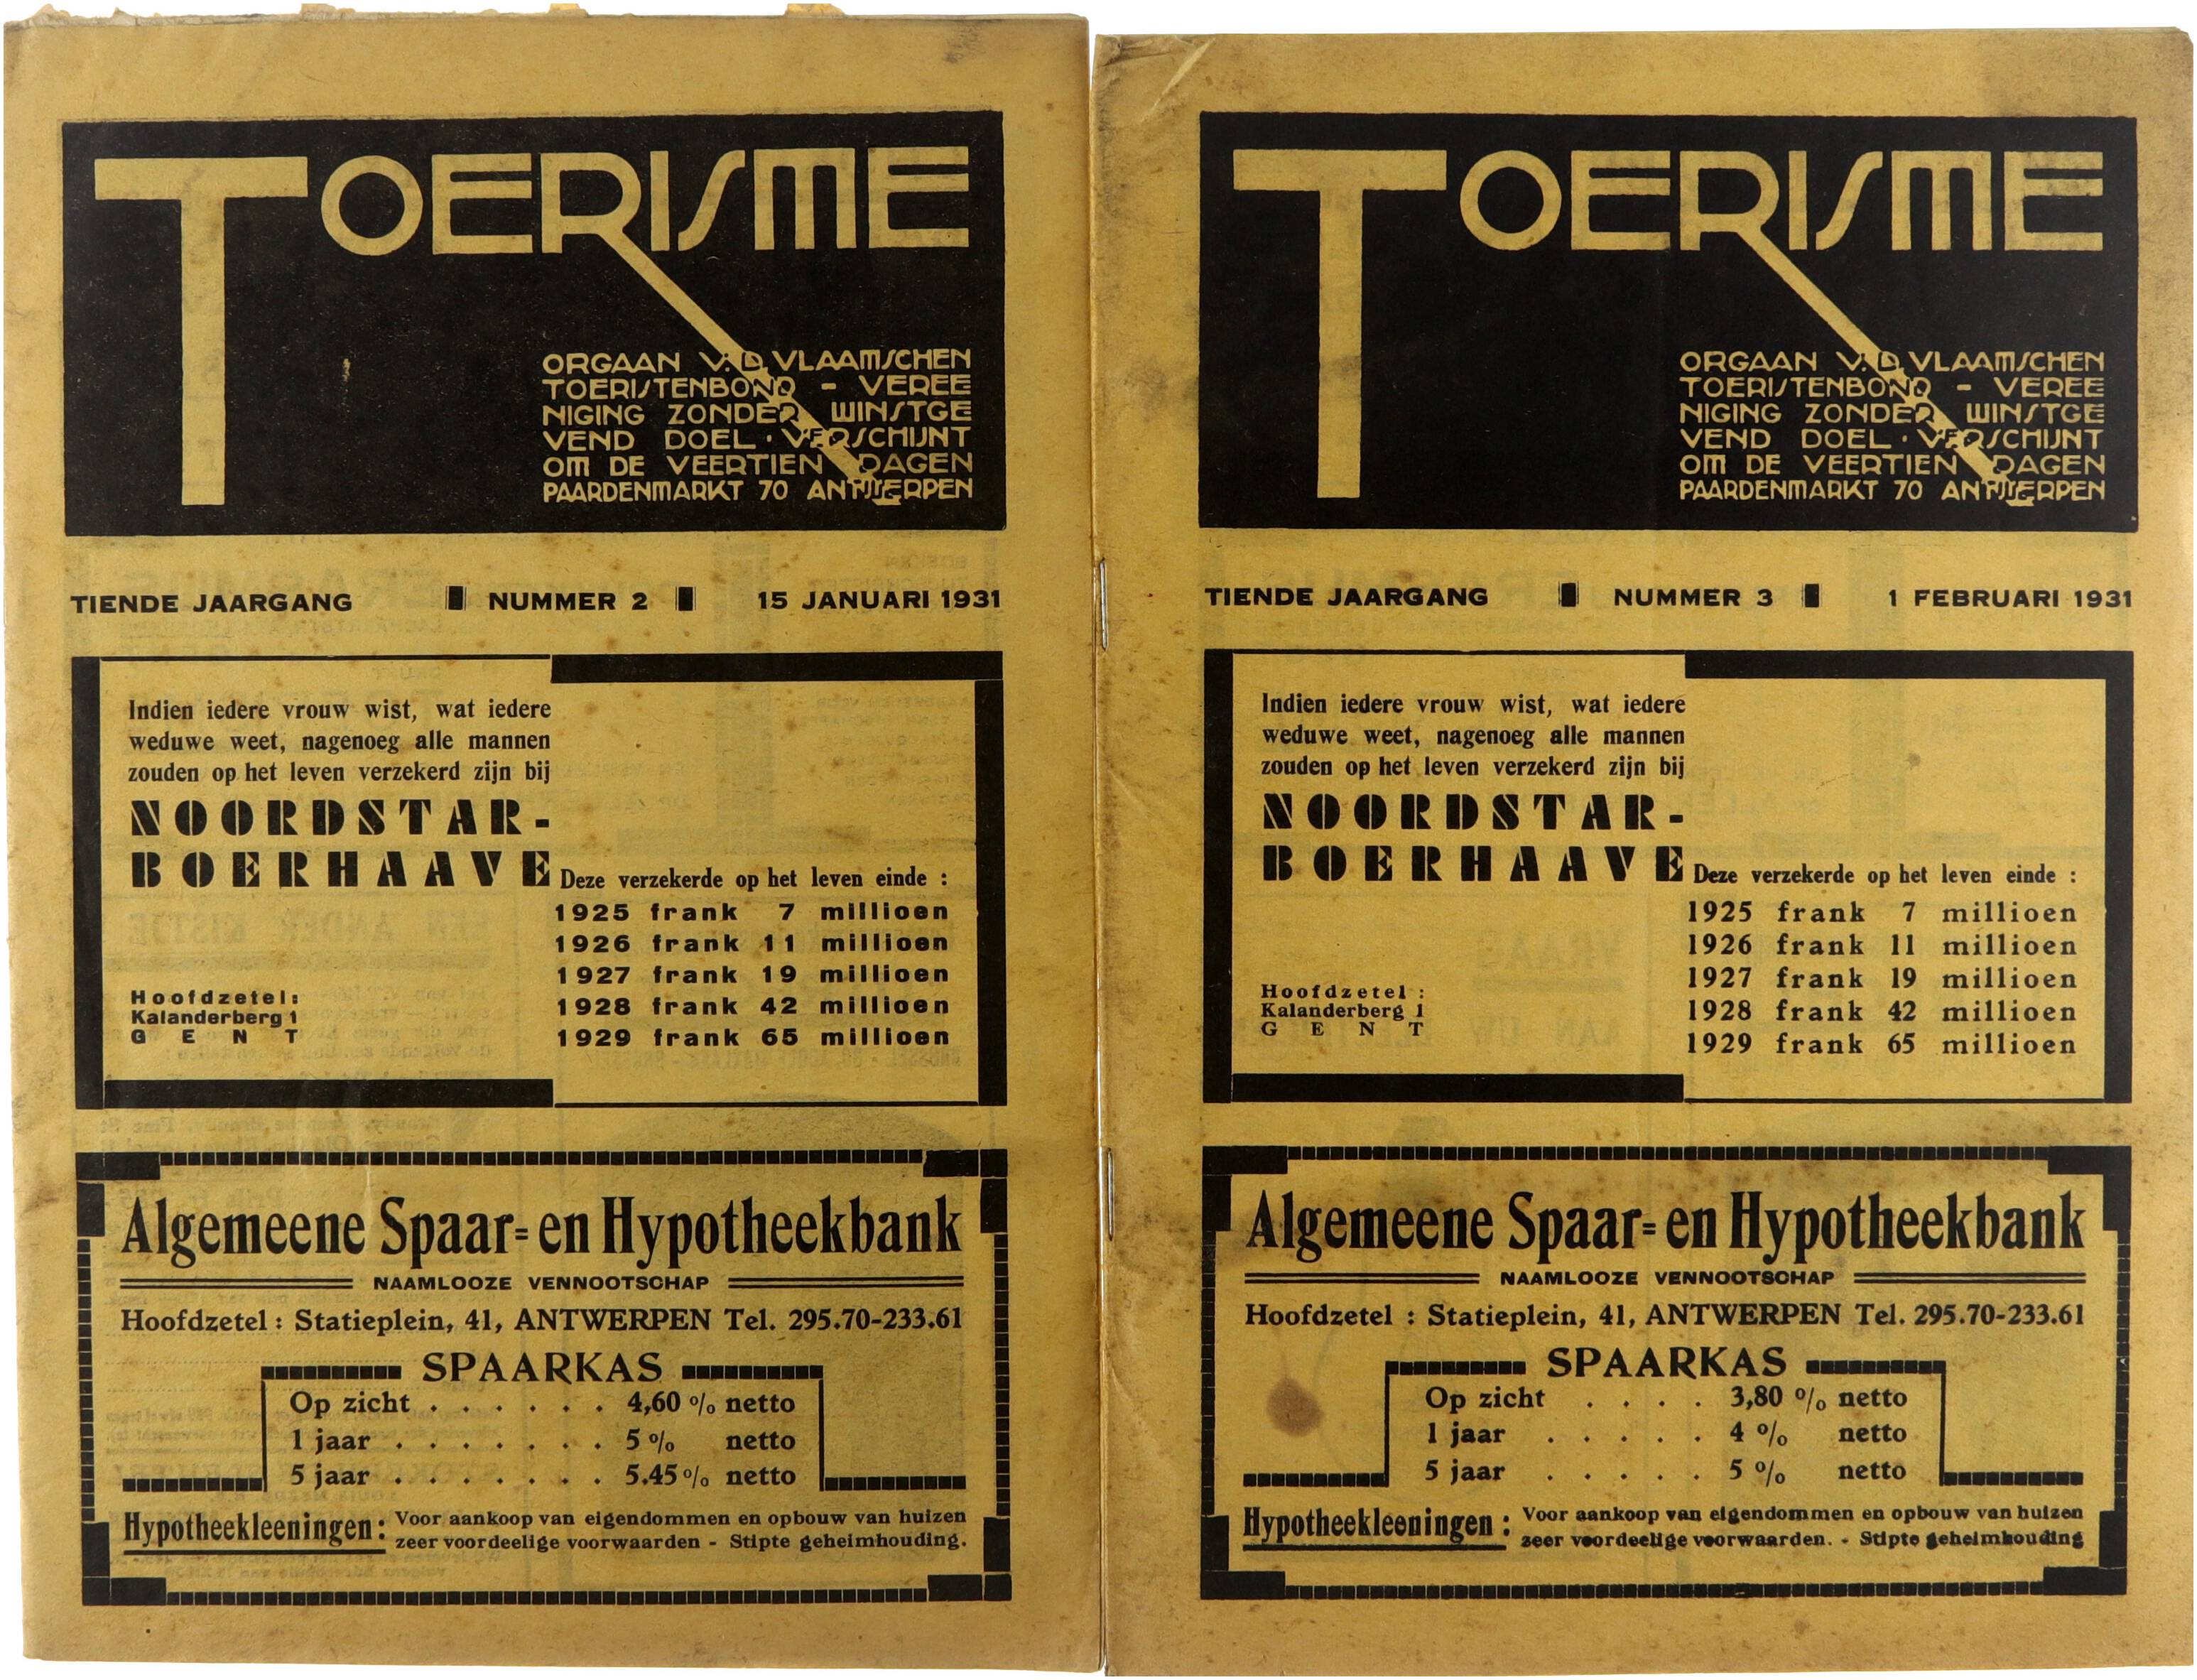 TOERISME
ORGAAN V. D. VLAAMSCHEN
TOERISTENBOND - VEREE
NIGING ZONDER WINSTGE
VEND DOEL · VERSCHIJNT
OM DE VEERTIEN DAGEN
PAARDENMARKT 70 ANTWERPEN
TIENDE JAARGANG NUMMER 2 15 JANUARI 1931
Indien iedere vrouw wist, wat iedere
weduwe weet, nagenoeg alle mannen
zouden op het leven verzekerd zijn bij
NOORDSTAR-
BOERHAAVE
Deze verzekerde op het leven einde :
1925 frank 7 millioen
1926 frank 11 millioen
1927 frank 19 millioen
1928 frank 42 millioen
1929 frank 65 millioen
Hoofdzetel:
Kalanderberg 1
GENT
Algemeene Spaar= en Hypotheekbank
NAAMLOOZE VENNOOTSCHAP
Hoofdzetel : Statieplein, 41, ANTWERPEN Tel. 295.70-233.61
SPAARKAS
Op zicht . . . . . . 4,60 % netto
1 jaar . . . . . . . 5 % netto
5 jaar . . . . . . . 5.45 % netto
Hypotheekleeningen: Voor aankoop van eigendommen en opbouw van huizen
zeer voordeelige voorwaarden - Stipte geheimhouding.
TOERISME
ORGAAN V. D. VLAAMSCHEN
TOERISTENBOND - VEREE
NIGING ZONDER WINSTGE
VEND DOEL · VERSCHIJNT
OM DE VEERTIEN DAGEN
PAARDENMARKT 70 ANTWERPEN
TIENDE JAARGANG NUMMER 3 1 FEBRUARI 1931
Indien iedere vrouw wist, wat iedere
weduwe weet, nagenoeg alle mannen
zouden op het leven verzekerd zijn bij
NOORDSTAR-
BOERHAAVE
Deze verzekerde op het leven einde :
1925 frank 7 millioen
1926 frank 11 millioen
1927 frank 19 millioen
1928 frank 42 millioen
1929 frank 65 millioen
Hoofdzetel :
Kalanderberg 1
GENT
Algemeene Spaar= en Hypotheekbank
NAAMLOOZE VENNOOTSCHAP
Hoofdzetel : Statieplein, 41, ANTWERPEN Tel. 295.70-233.61
SPAARKAS
Op zicht . . . . 3,80 % netto
1 jaar . . . . . 4 % netto
5 jaar . . . . . 5 % netto
Hypotheekleeningen : Voor aankoop van eigendommen en opbouw van huizen
zeer voordeelige voorwaarden. - Stipte geheimhouding